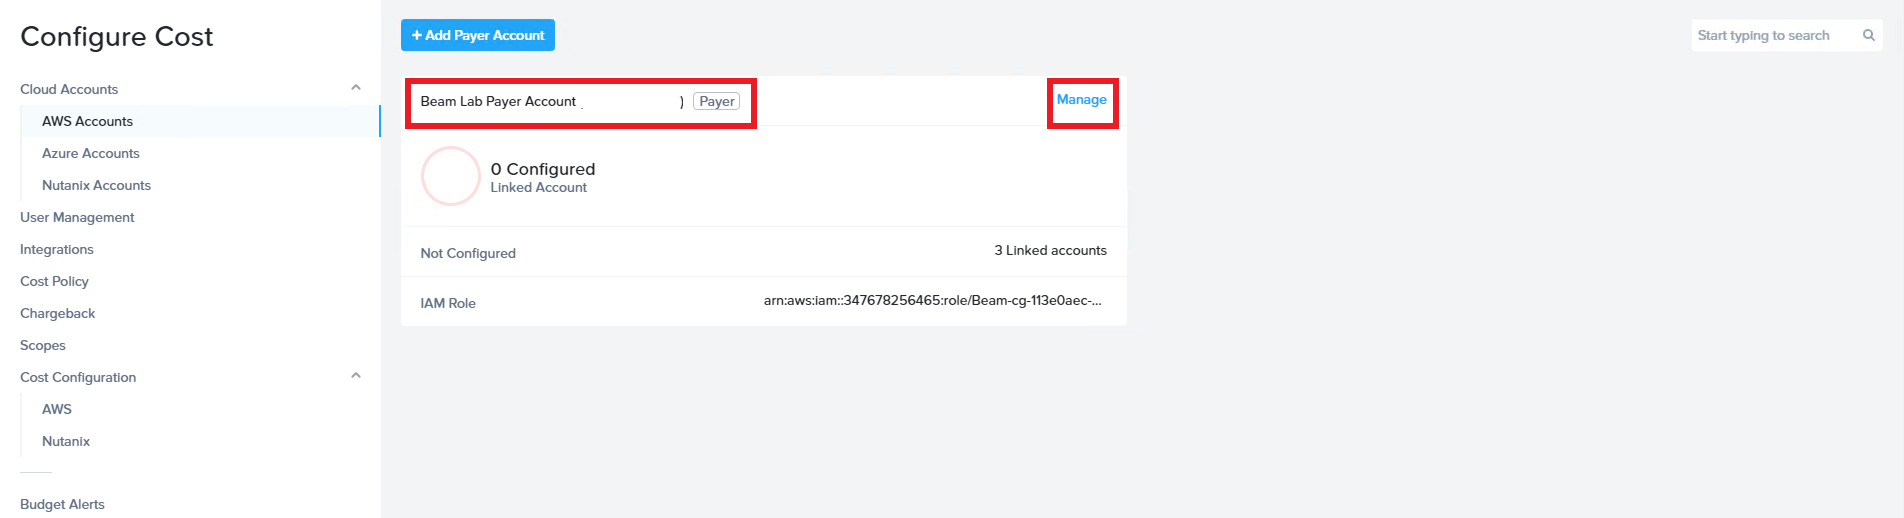 Configure Cost
Cloud Accounts
AWS Accounts
Azure Accounts
Nutanix Accounts
User Management
Integrations
Cost Policy
Chargeback
Scopes
Cost Configuration
AWS
Nutanix
Budget Alerts
+ Add Payer Account
Start typing to search
Beam Lab Payer Account ) Payer
Manage
0 Configured
Linked Account
Not Configured
3 Linked accounts
IAM Role
arn:aws:iam::347678256465:role/Beam-cg-113e0aec-...